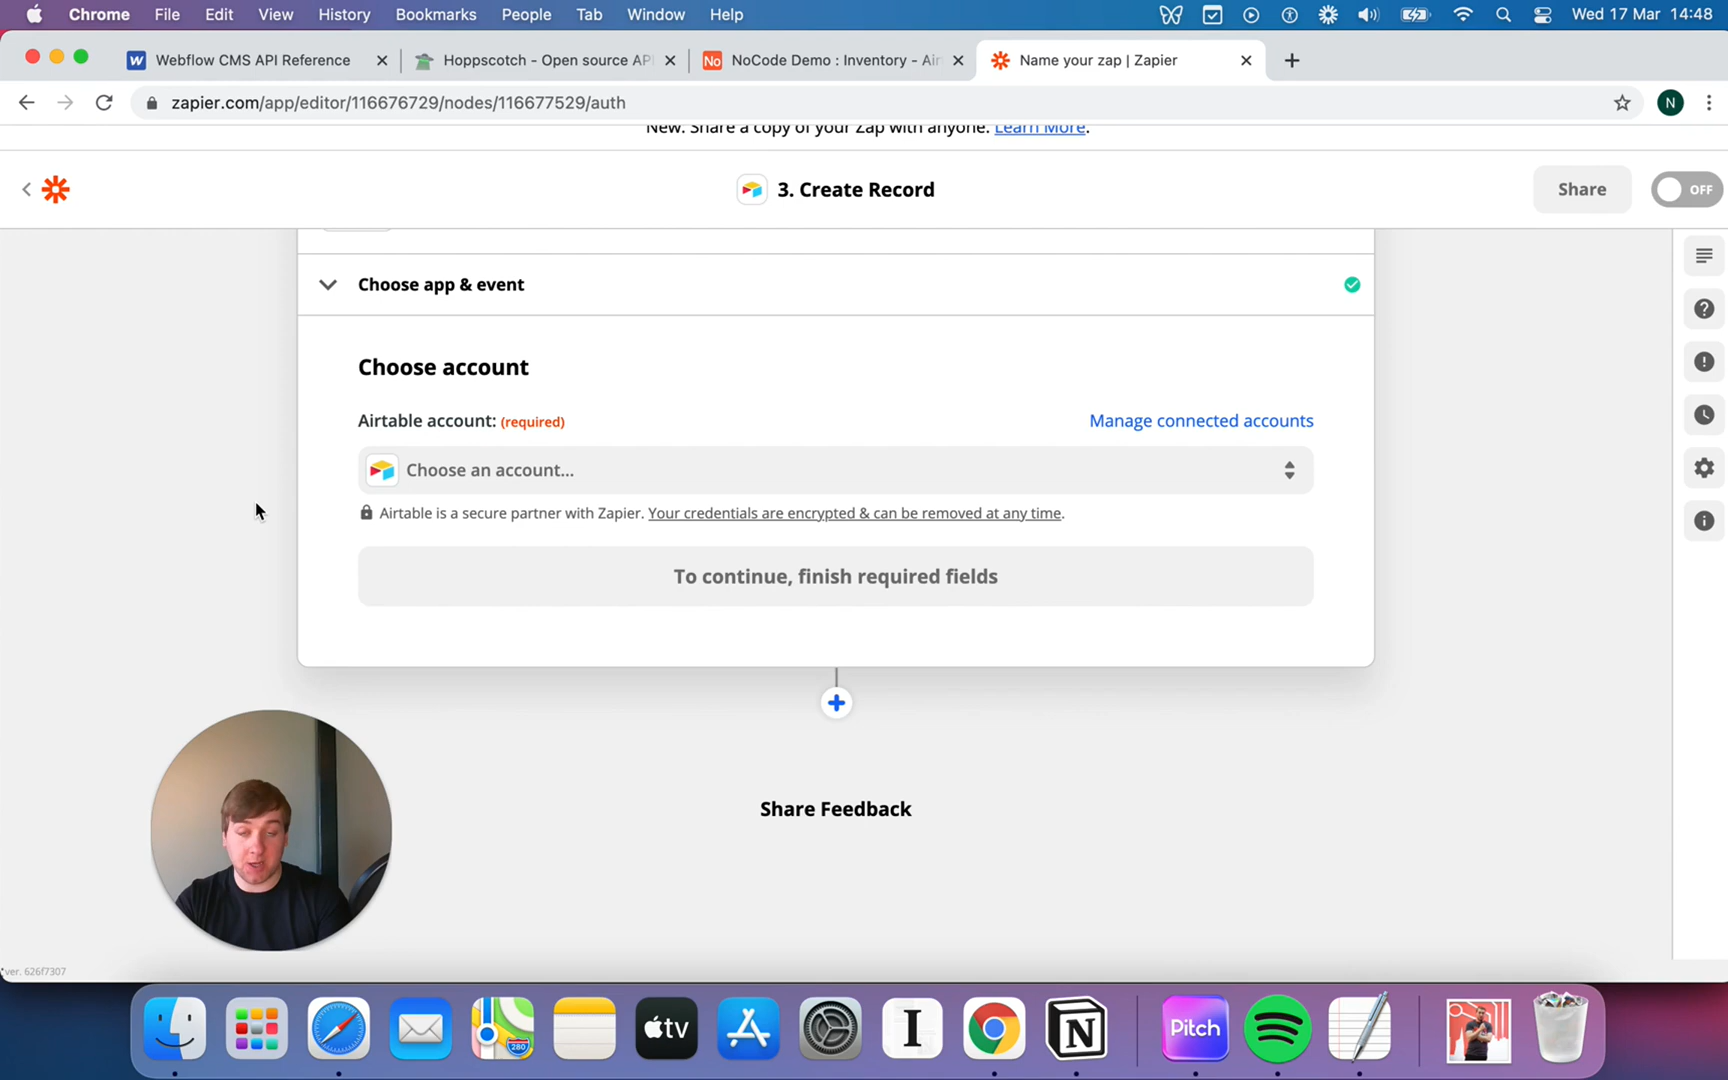 Chrome File Edit View History Bookmarks People Tab Window Help Wed 17 Mar 14:48
W Webflow CMS API Reference Hoppscotch - Open source API No NoCode Demo : Inventory - Air Name your zap | Zapier
zapier.com/app/editor/116676729/nodes/116677529/auth N
New: Share a copy of your Zap with anyone. Learn More.
3. Create Record Share OFF
Choose app & event
Choose account
Airtable account: (required) Manage connected accounts
Choose an account...
Airtable is a secure partner with Zapier. Your credentials are encrypted & can be removed at any time.
To continue, finish required fields
Share Feedback
ver. 626f7307
280 tv I N Pitch